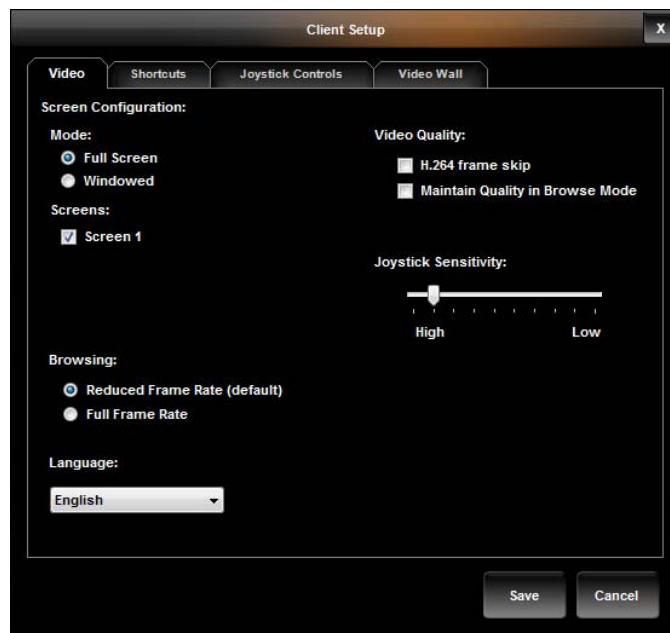 Client Setup
X
Video
Shortcuts
Joystick Controls
Video Wall
Screen Configuration:
Mode:
Full Screen
Windowed
Screens:
Screen 1
Video Quality:
H.264 frame skip
Maintain Quality in Browse Mode
Joystick Sensitivity:
High
Low
Browsing:
Reduced Frame Rate (default)
Full Frame Rate
Language:
English
Save
Cancel